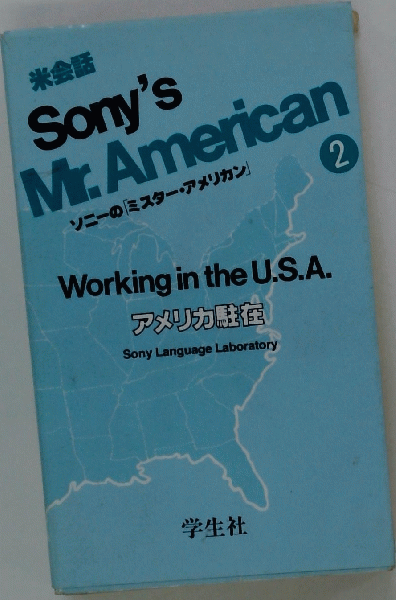 米会話
Sony's
Mr. American
ソニーの「ミスター・アメリカン」
2
Working in the U.S.A.
アメリカ駐在
Sony Language Laboratory
学生社